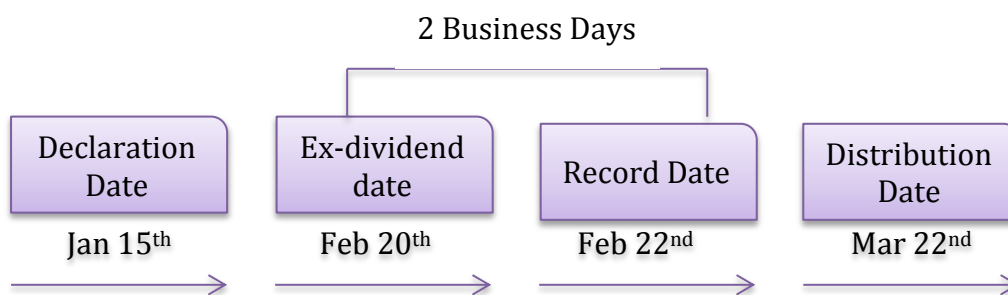 2 Business Days
Declaration
Date
Ex-dividend
date
Record Date
Distribution
Date
Jan 15th
Feb 20th
Feb 22nd
Mar 22nd